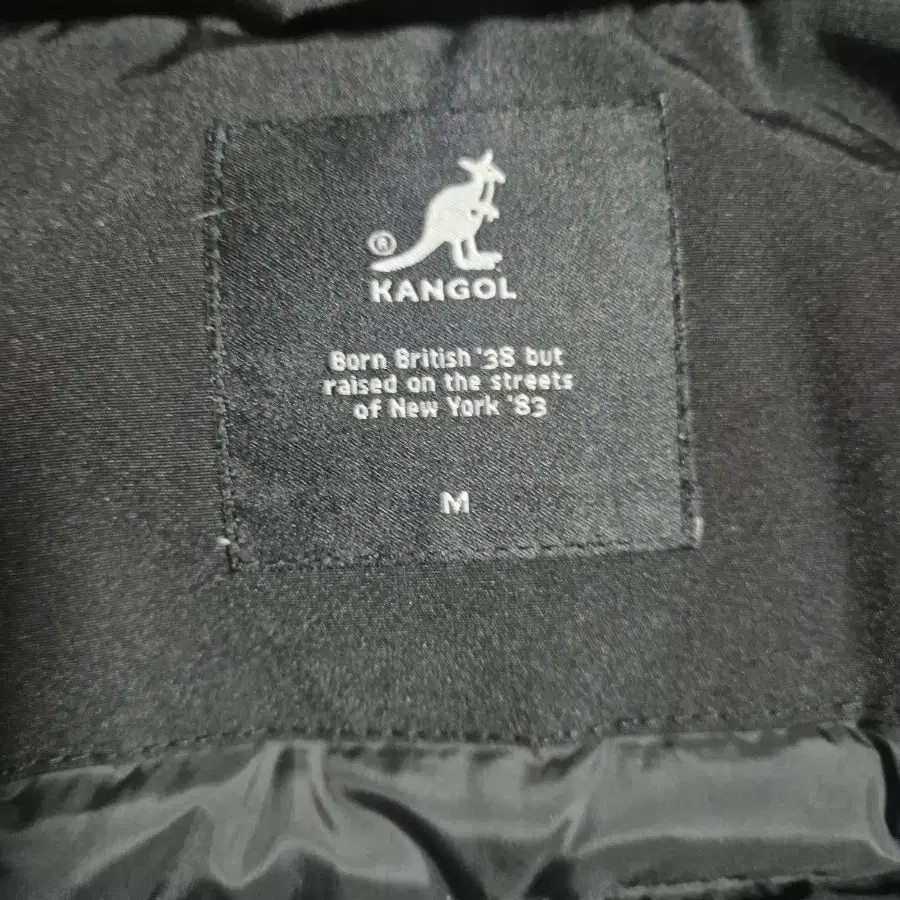 ®
KANGOL
Born British '38 but
raised on the streets
of New York '83
M